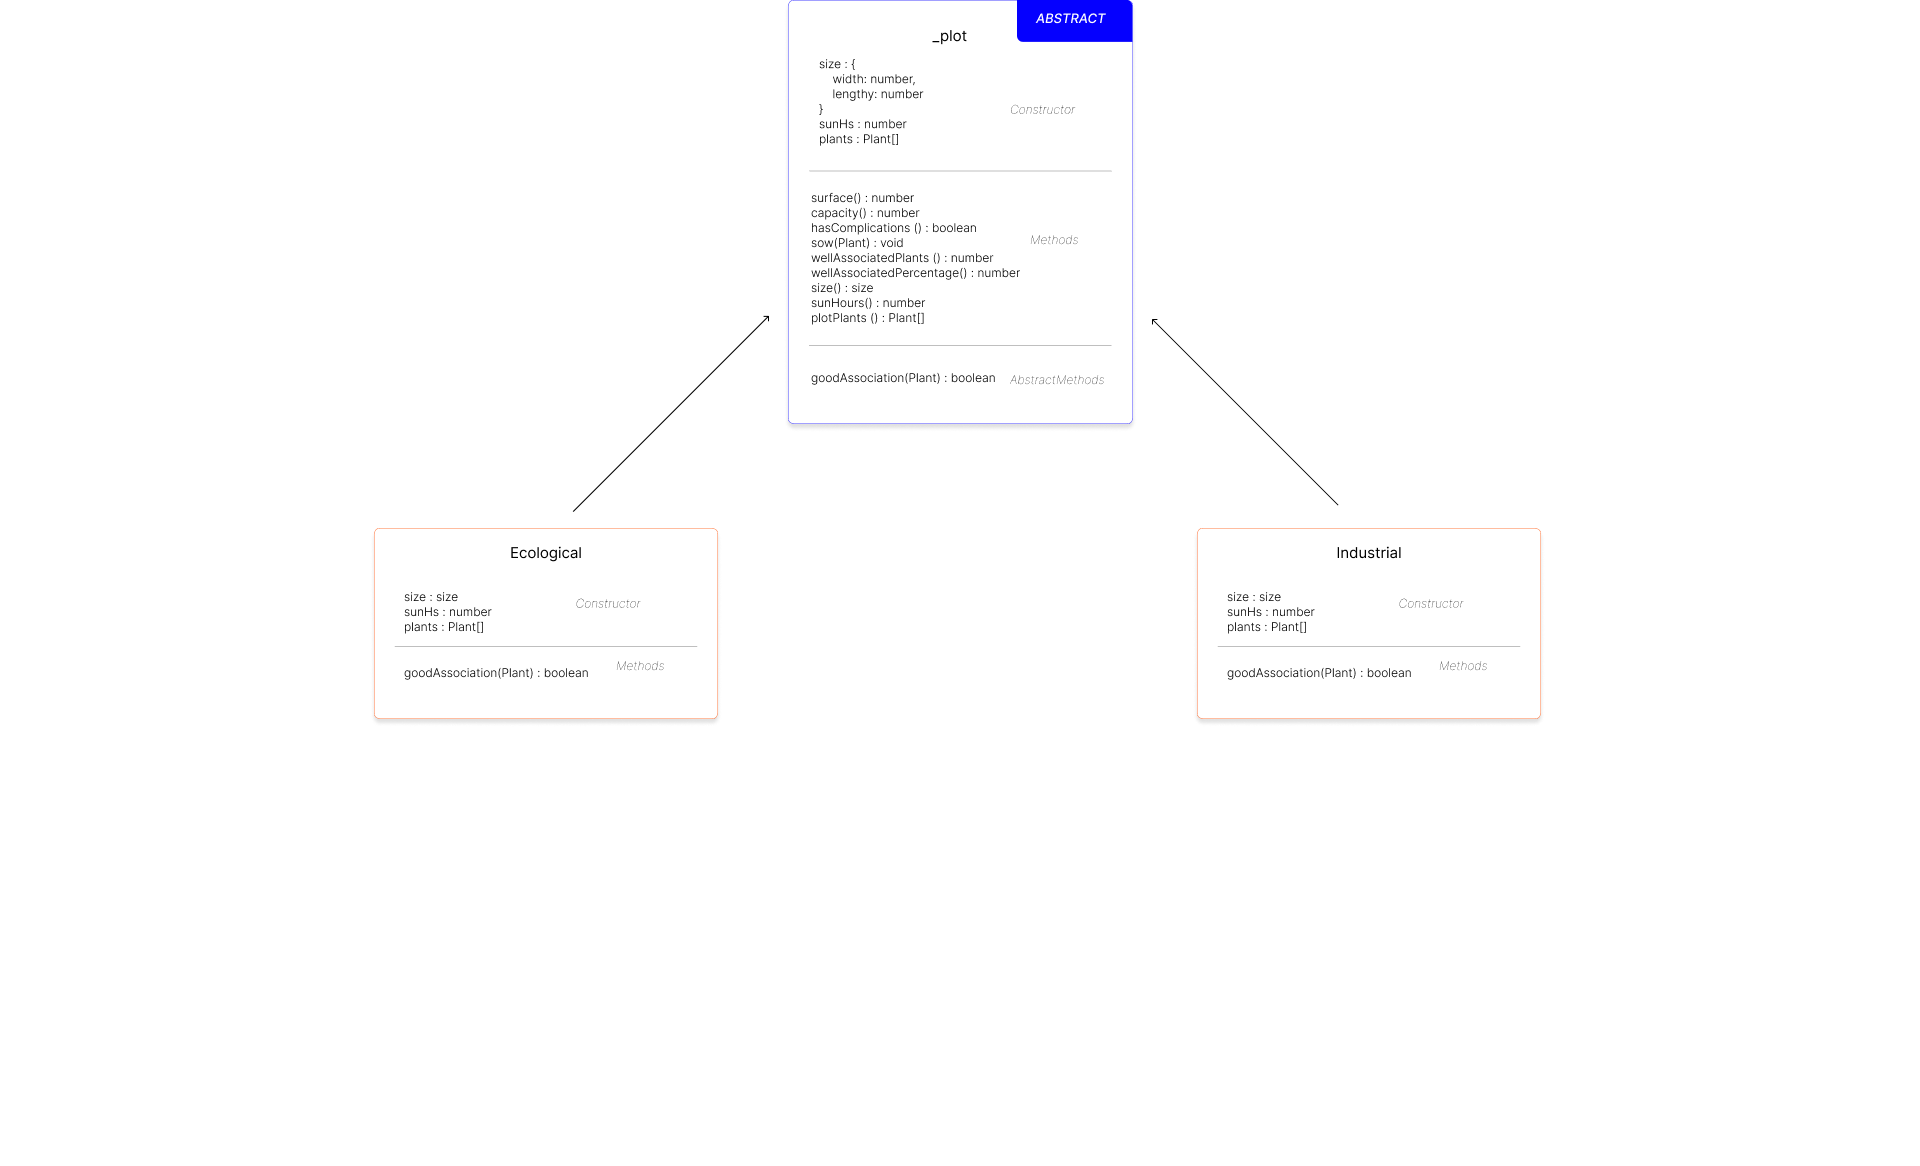 ABSTRACT
_plot
size : {
width: number,
lengthy: number
}
sunHs : number
plants : Plant[]
Constructor
surface() : number
capacity() : number
hasComplications () : boolean
sow(Plant) : void
wellAssociatedPlants () : number
wellAssociatedPercentage() : number
size() : size
sunHours() : number
plotPlants () : Plant[]
Methods
goodAssociation(Plant) : boolean
AbstractMethods
Ecological
size : size
sunHs : number
plants : Plant[]
Constructor
goodAssociation(Plant) : boolean
Methods
Industrial
size : size
sunHs : number
plants : Plant[]
Constructor
goodAssociation(Plant) : boolean
Methods